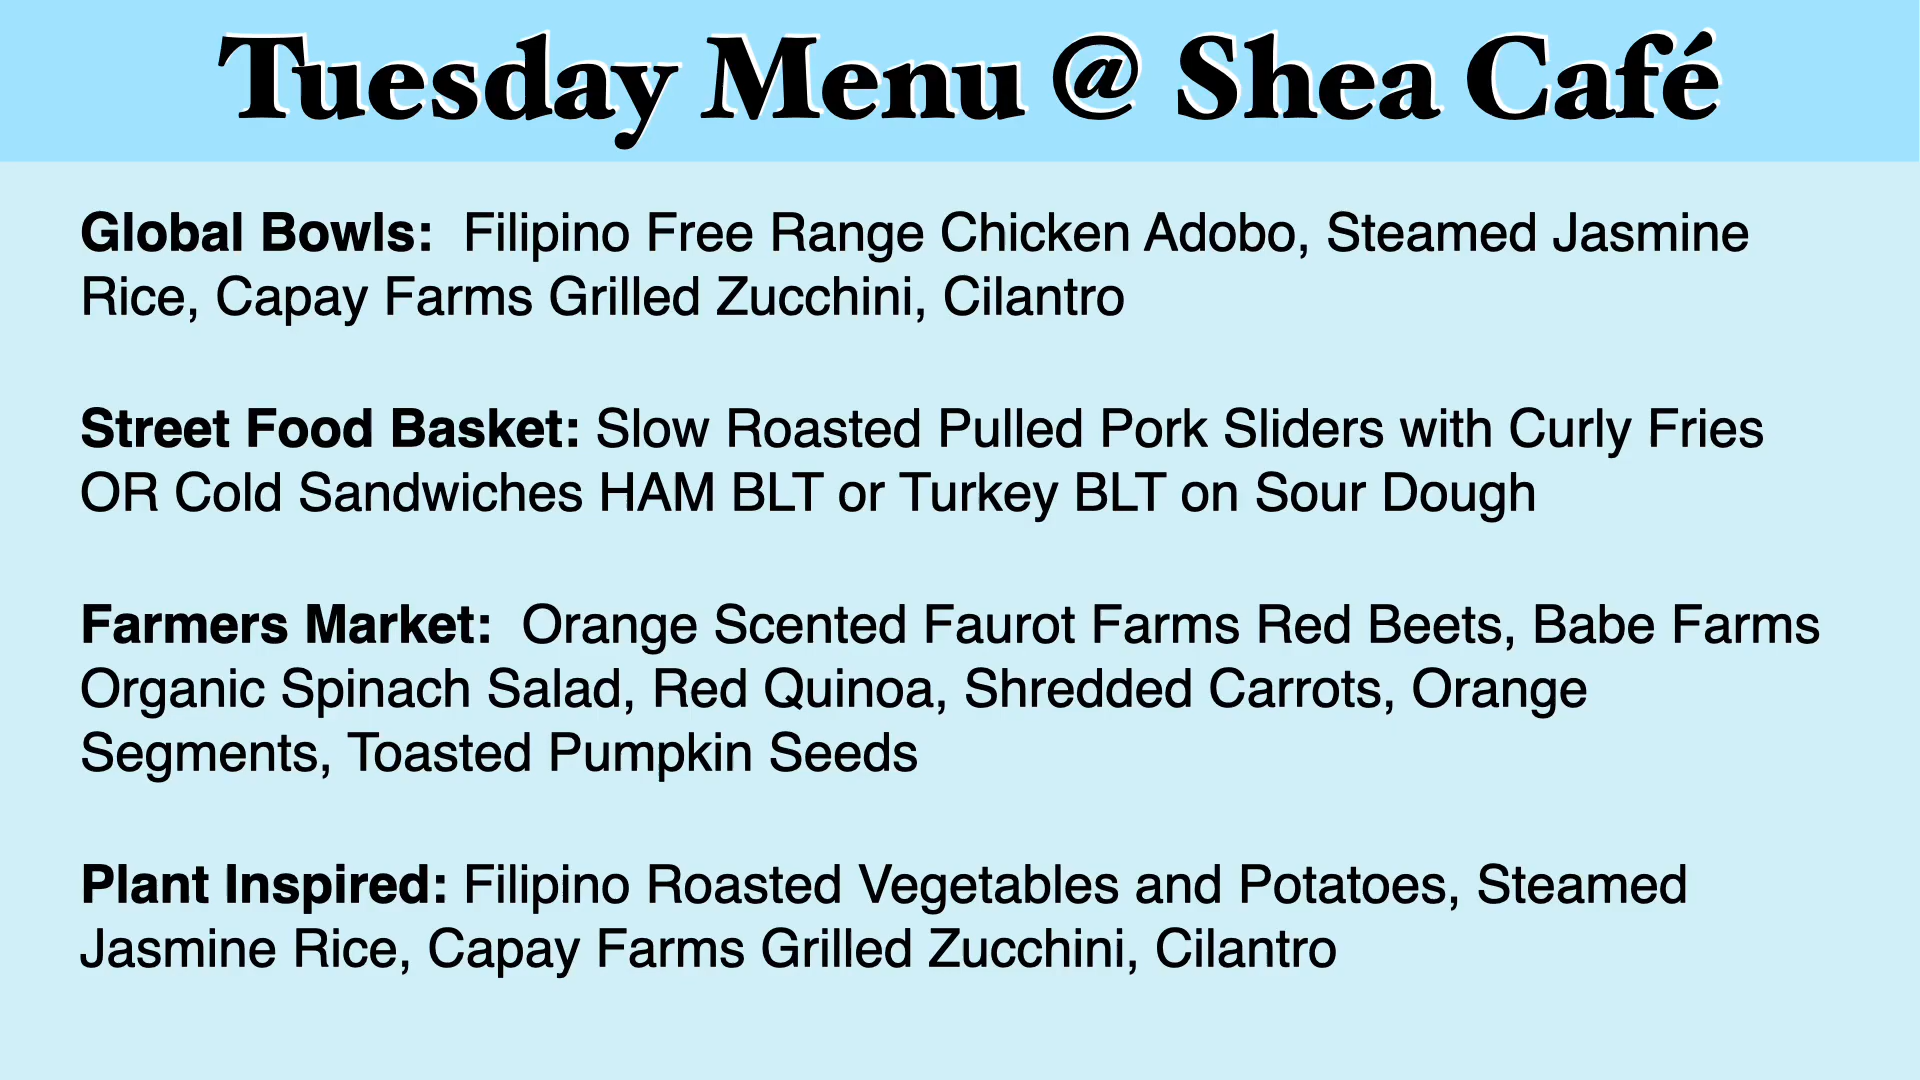 Tuesday Menu @ Shea Café
Global Bowls: Filipino Free Range Chicken Adobo, Steamed Jasmine
Rice, Capay Farms Grilled Zucchini, Cilantro
Street Food Basket: Slow Roasted Pulled Pork Sliders with Curly Fries
OR Cold Sandwiches HAM BLT or Turkey BLT on Sour Dough
Farmers Market: Orange Scented Faurot Farms Red Beets, Babe Farms
Organic Spinach Salad, Red Quinoa, Shredded Carrots, Orange
Segments, Toasted Pumpkin Seeds
Plant Inspired: Filipino Roasted Vegetables and Potatoes, Steamed
Jasmine Rice, Capay Farms Grilled Zucchini, Cilantro